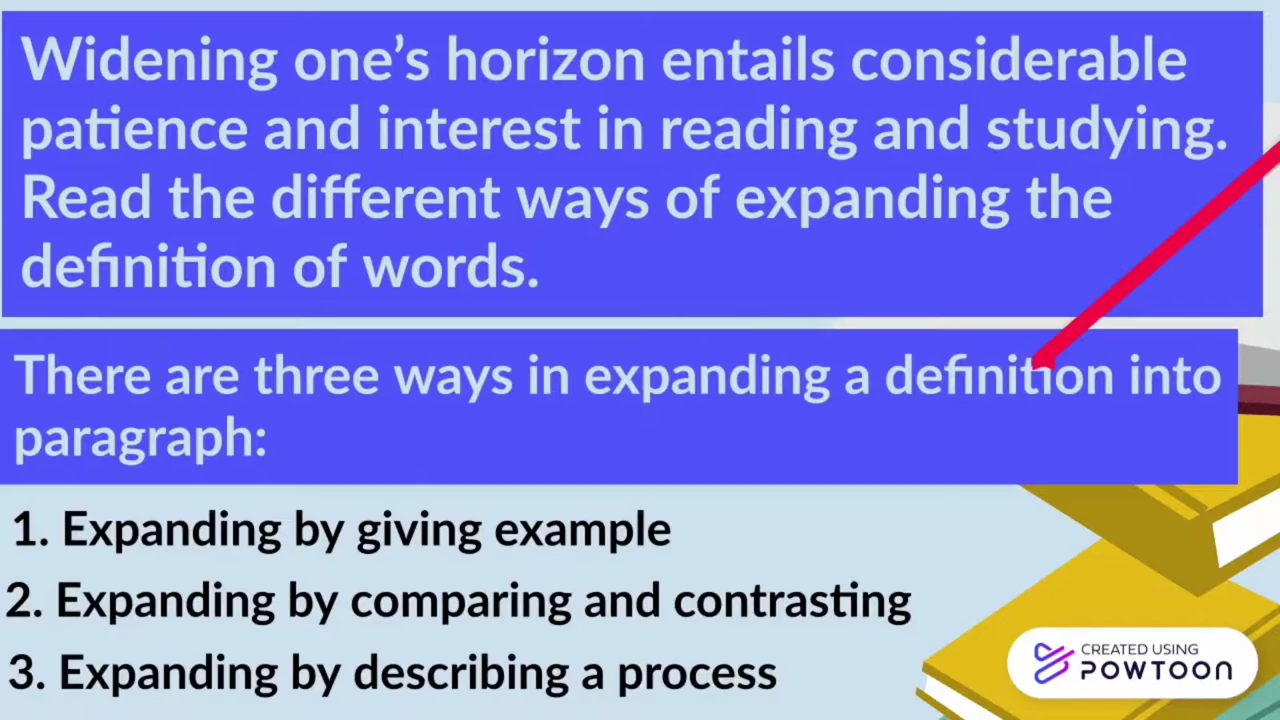 Widening one’s horizon entails considerable
patience and interest in reading and studying.
Read the different ways of expanding the
definition of words.
There are three ways in expanding a definition into
paragraph:
1. Expanding by giving example
2. Expanding by comparing and contrasting
3. Expanding by describing a process
CREATED USING
POWTOON